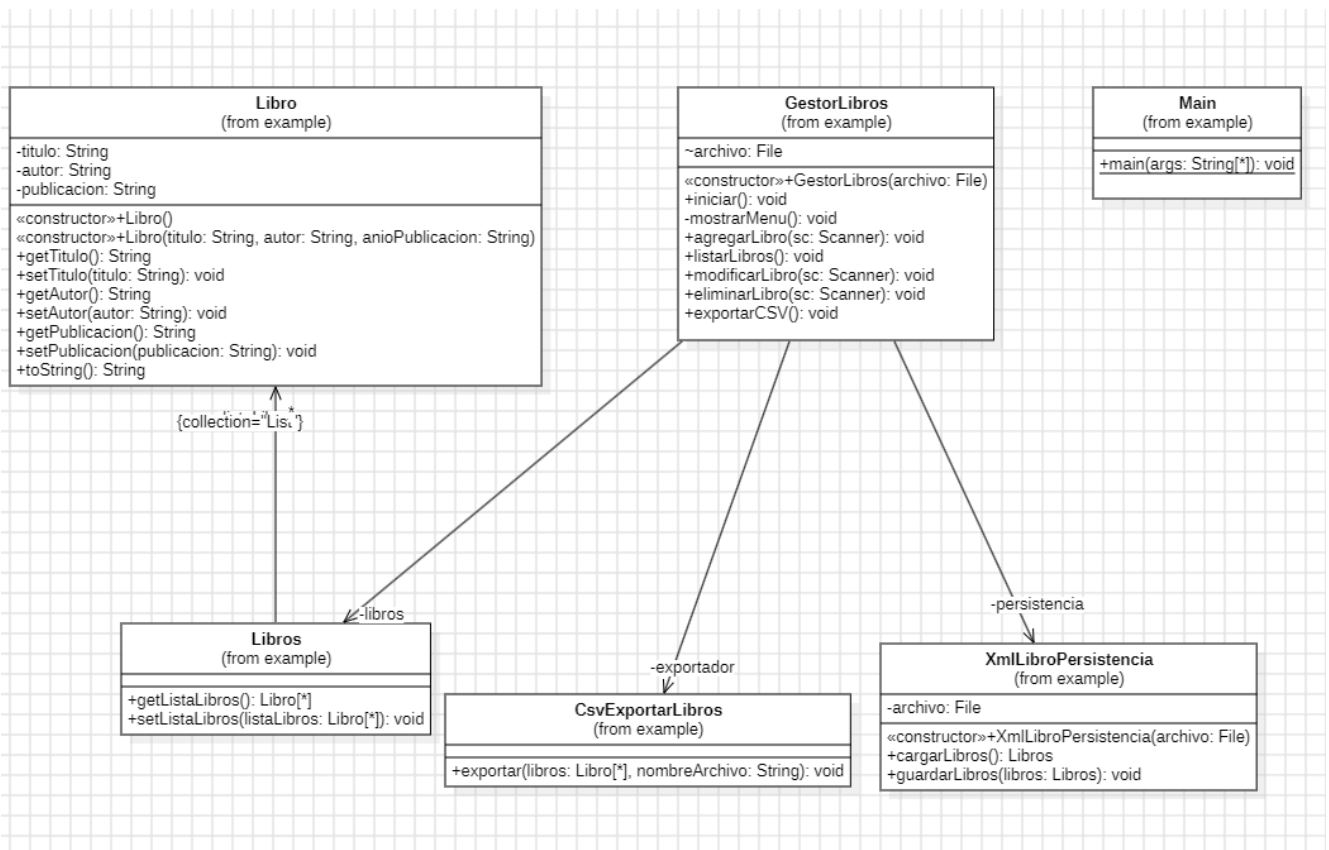 Libro
(from example)
-titulo: String
-autor: String
-publicacion: String
«constructor»+Libro()
«constructor»+Libro(titulo: String, autor: String, anioPublicacion: String)
+getTitulo(): String
+setTitulo(titulo: String): void
+getAutor(): String
+setAutor(autor: String): void
+getPublicacion(): String
+setPublicacion(publicacion: String): void
+toString(): String
GestorLibros
(from example)
~archivo: File
«constructor»+GestorLibros(archivo: File)
+iniciar(): void
-mostrarMenu(): void
+agregarLibro(sc: Scanner): void
+listarLibros(): void
+modificarLibro(sc: Scanner): void
+eliminarLibro(sc: Scanner): void
+exportarCSV(): void
Main
(from example)
+main(args: String[*]): void
*
-libros
-persistencia
-exportador
Libros
(from example)
+getListaLibros(): Libro[*]
+setListaLibros(listaLibros: Libro[*]): void
CsvExportarLibros
(from example)
+exportar(libros: Libro[*], nombreArchivo: String): void
XmlLibroPersistencia
(from example)
-archivo: File
«constructor»+XmlLibroPersistencia(archivo: File)
+cargarLibros(): Libros
+guardarLibros(libros: Libros): void